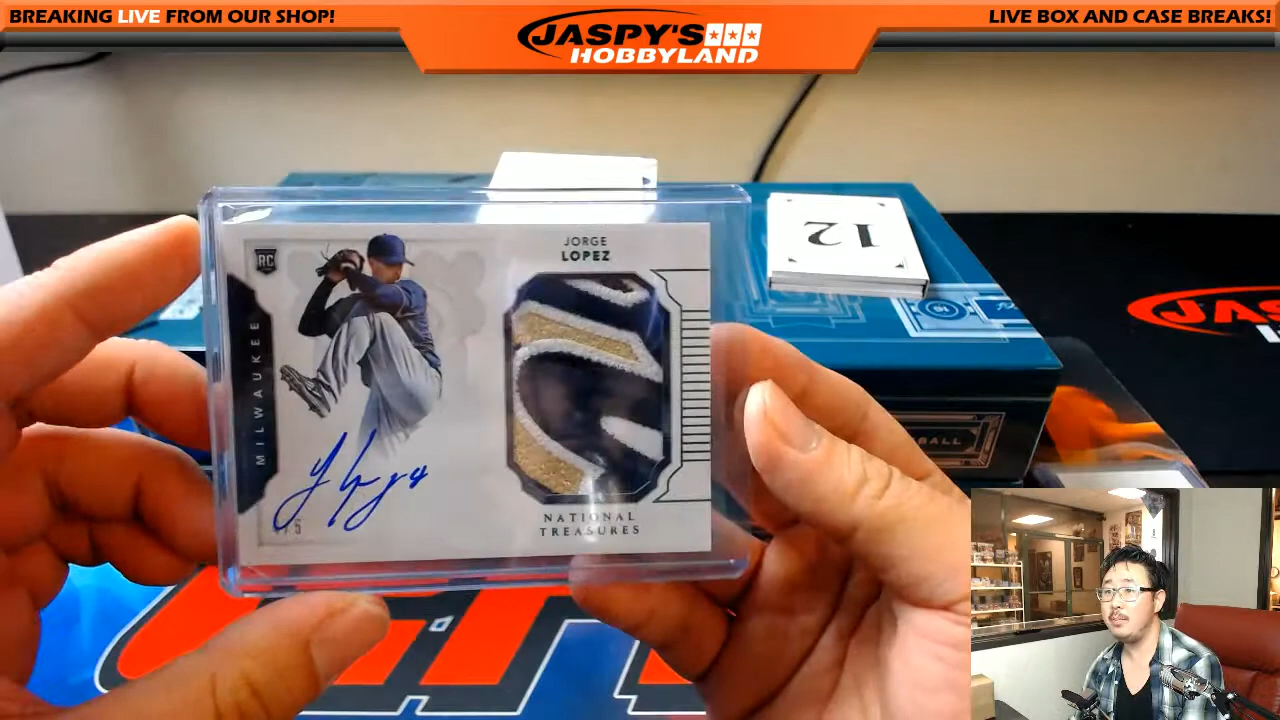 BREAKING LIVE FROM OUR SHOP!
JASPY'S
HOBBYLAND
LIVE BOX AND CASE BREAKS!
12
RC
MILWAUKEE
JORGE
LOPEZ
NATIONAL
TREASURES